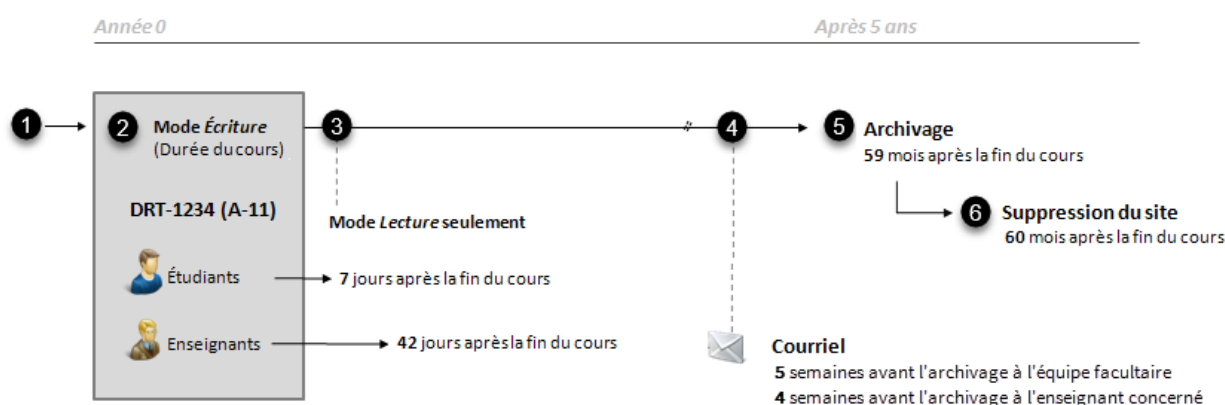 Année 0
Après 5 ans
1
2
Mode Écriture
(Durée du cours)
3
4
5
Archivage
59 mois après la fin du cours
DRT-1234 (A-11)
Mode Lecture seulement
6
Suppression du site
60 mois après la fin du cours
Étudiants
7 jours après la fin du cours
Enseignants
42 jours après la fin du cours
Courriel
5 semaines avant l'archivage à l'équipe facultaire
4 semaines avant l'archivage à l'enseignant concerné